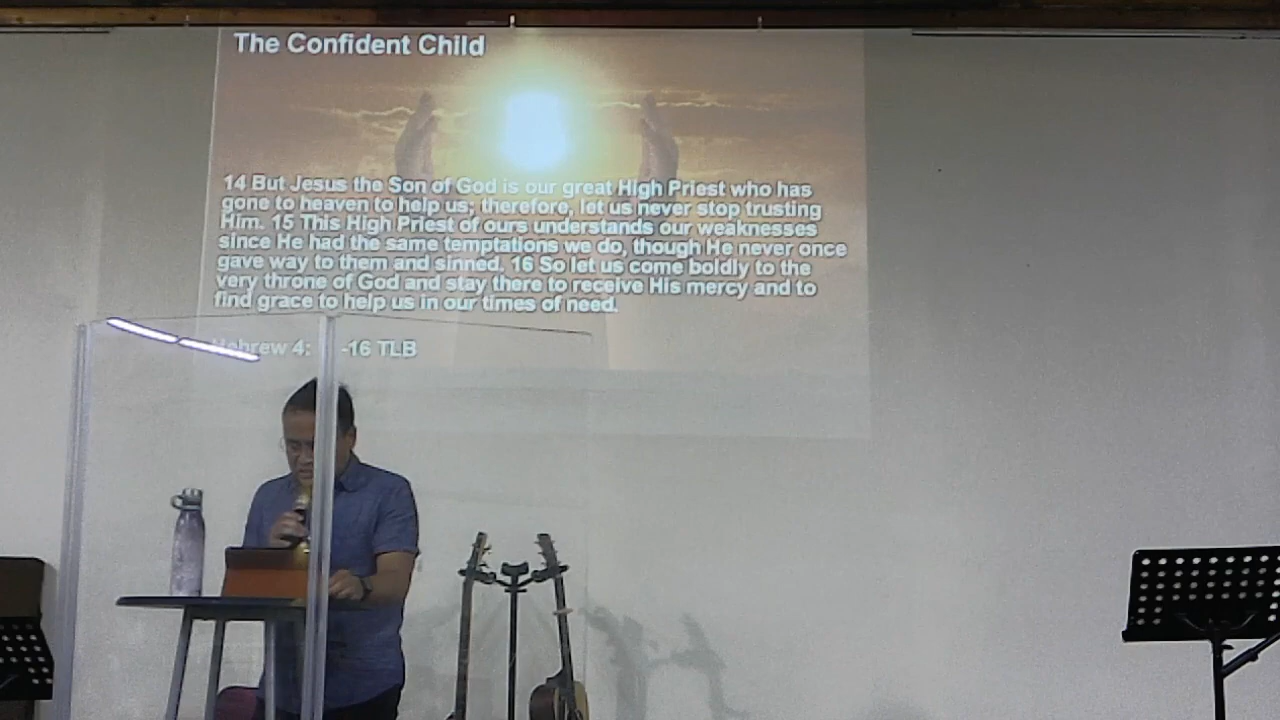 The Confident Child
14 But Jesus the Son of God is our great High Priest who has
gone to heaven to help us; therefore, let us never stop trusting
Him. 15 This High Priest of ours understands our weaknesses
since He had the same temptations we do, though He never once
gave way to them and sinned. 16 So let us come boldly to the
very throne of God and stay there to receive His mercy and to
find grace to help us in our times of need.
Hebrew 4: -16 TLB